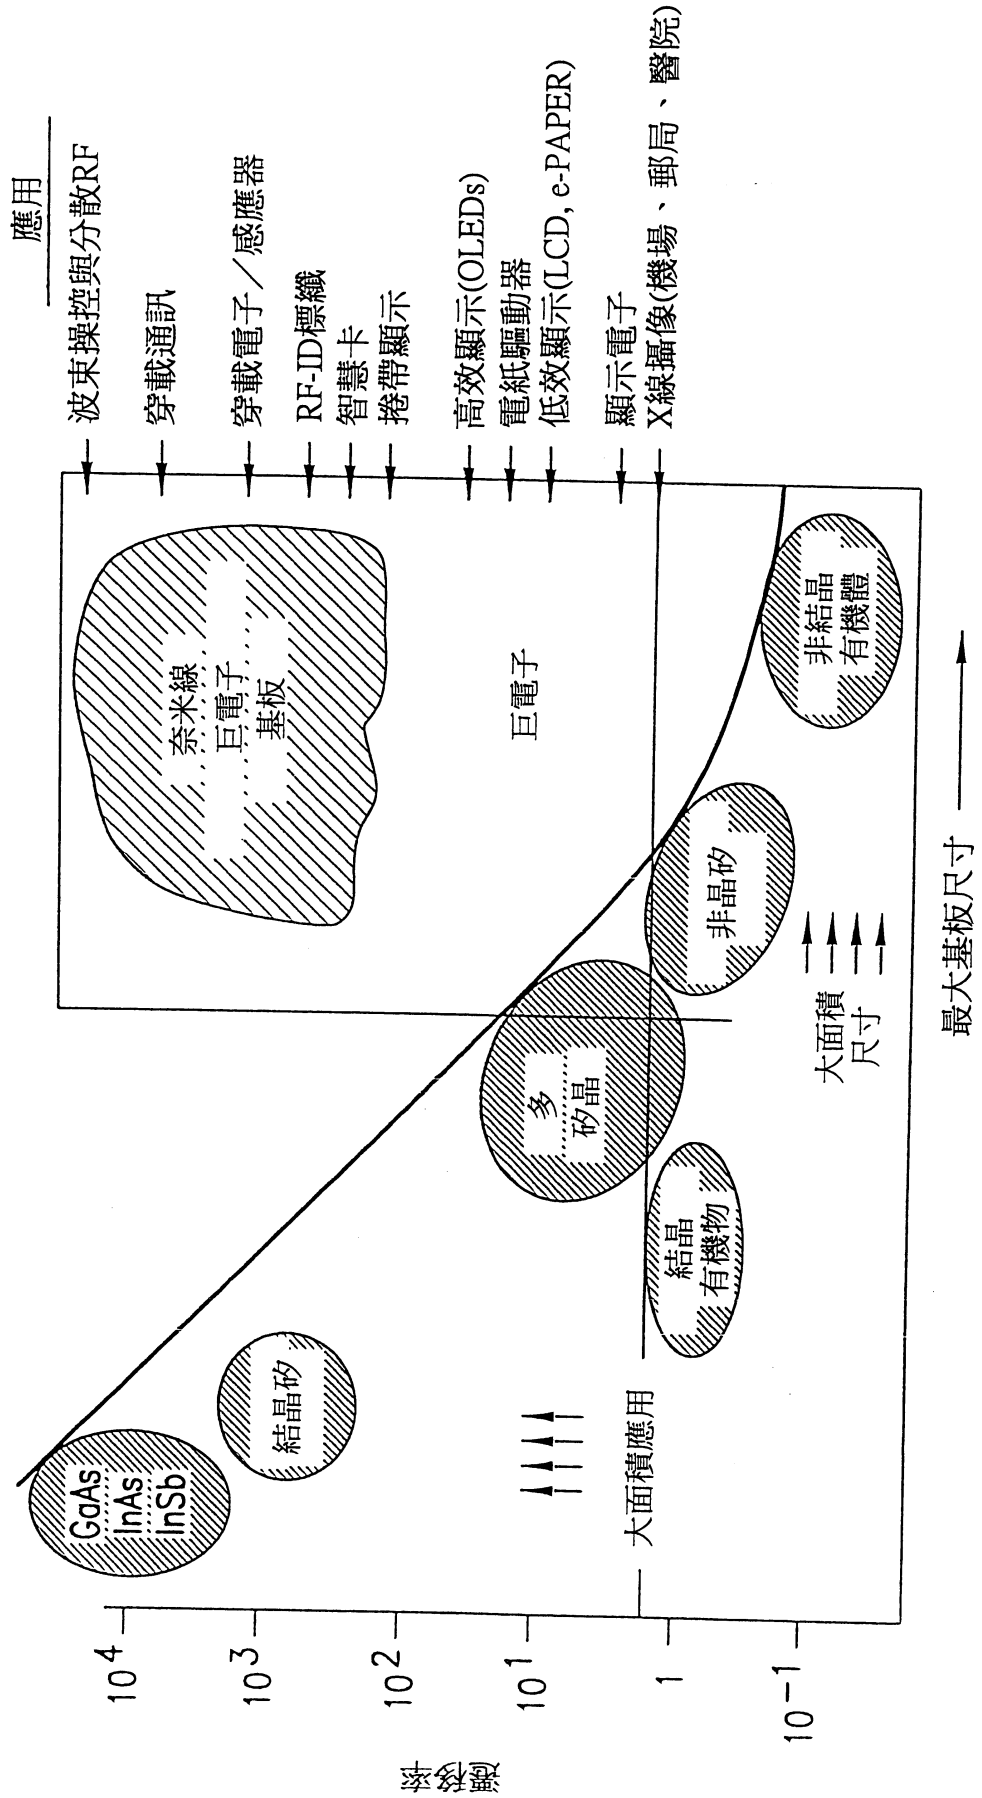 應用
波束操控與分散RF
穿載通訊
穿載電子／感應器
RF-ID標纖
智慧卡
捲帶顯示
高效顯示(OLEDs)
電紙驅動器
低效顯示(LCD, e-PAPER)
顯示電子
X線攝像(機場、郵局、醫院)
奈米線
巨電子
基板
巨電子
GaAs
InAs
InSb
結晶矽
多
矽晶
結晶
有機物
非晶矽
非結晶
有機體
大面積應用
大面積
尺寸
最大基板尺寸
遷移率
10⁴
10³
10²
10¹
1
10⁻¹